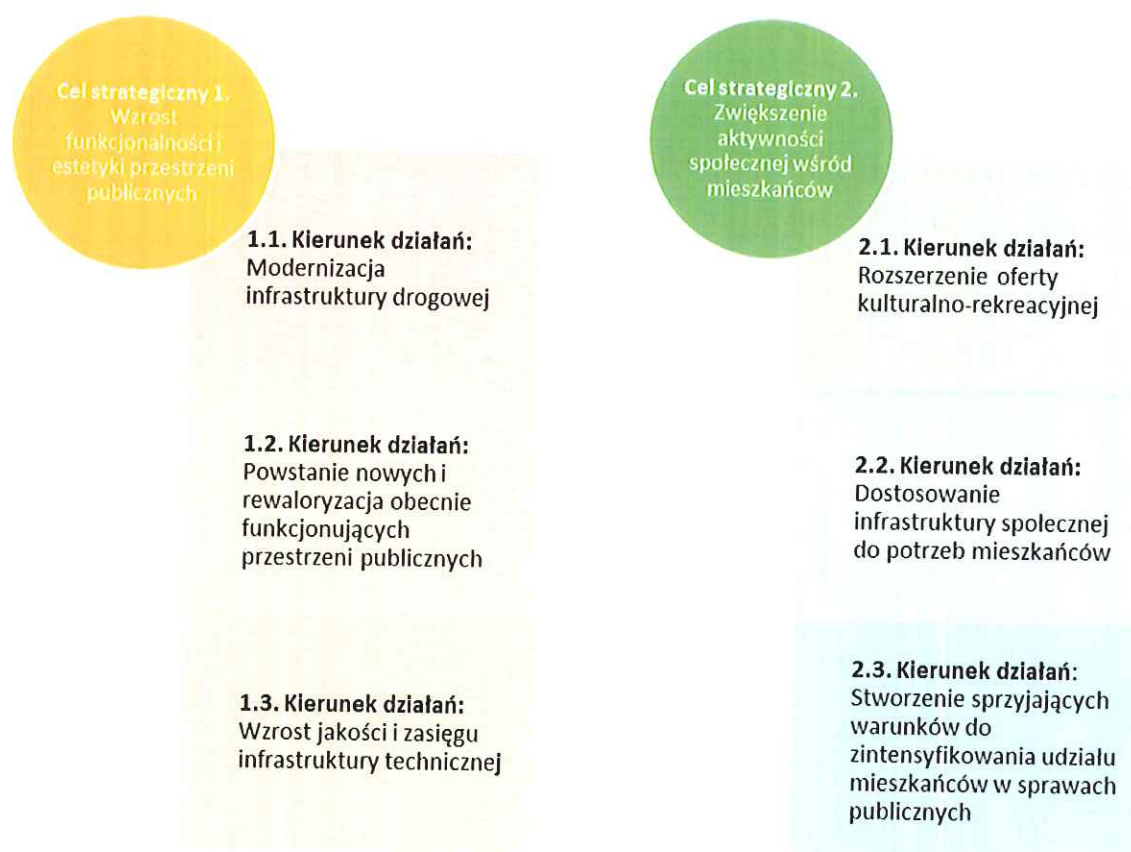 Cel strategiczny 1.
Wzrost
funkcjonalności i
estetyki przestrzeni
publicznych
1.1. Kierunek działań:
Modernizacja
infrastruktury drogowej
1.2. Kierunek działań:
Powstanie nowych i
rewaloryzacja obecnie
funkcjonujących
przestrzeni publicznych
1.3. Kierunek działań:
Wzrost jakości i zasięgu
infrastruktury technicznej
Cel strategiczny 2.
Zwiększenie
aktywności
społecznej wśród
mieszkańców
2.1. Kierunek działań:
Rozszerzenie oferty
kulturalno-rekreacyjnej
2.2. Kierunek działań:
Dostosowanie
infrastruktury społecznej
do potrzeb mieszkańców
2.3. Kierunek działań:
Stworzenie sprzyjających
warunków do
zintensyfikowania udziału
mieszkańców w sprawach
publicznych